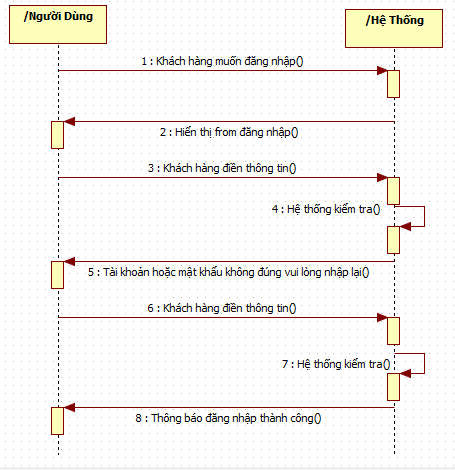 /Người Dùng
/Hệ Thống
1 : Khách hàng muốn đăng nhập()
2 : Hiển thị from đăng nhập()
3 : Khách hàng điền thông tin()
4 : Hệ thống kiểm tra()
5 : Tài khoản hoặc mật khẩu không đúng vui lòng nhập lại()
6 : Khách hàng điền thông tin()
7 : Hệ thống kiểm tra()
8 : Thông báo đăng nhập thành công()